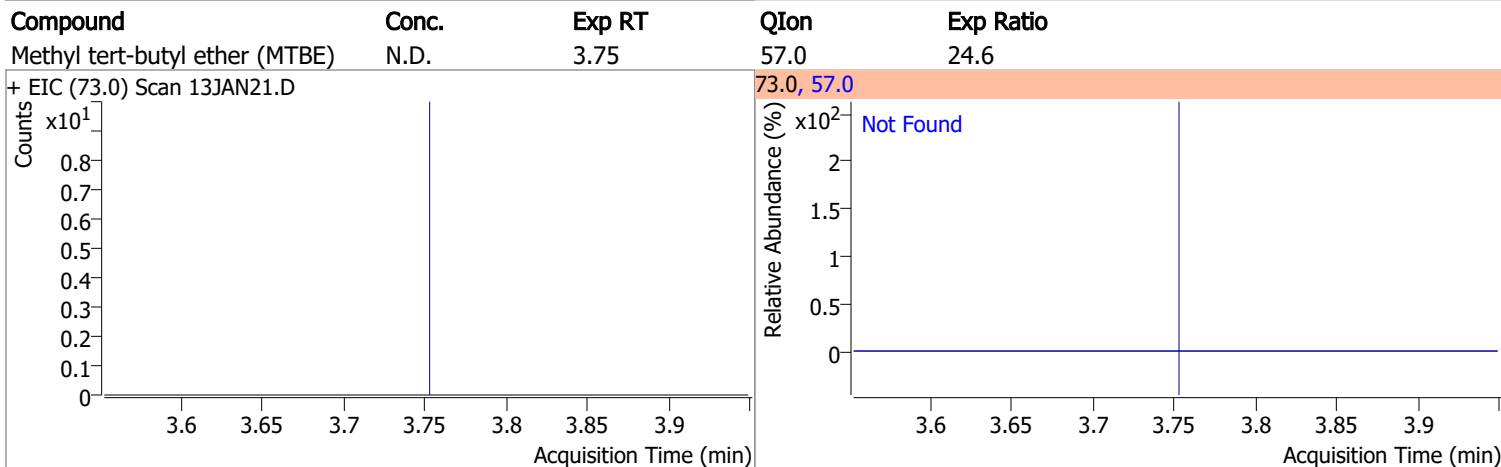 Compound Conc. Exp RT QIon Exp Ratio
Methyl tert-butyl ether (MTBE) N.D. 3.75 57.0 24.6
+ EIC (73.0) Scan 13JAN21.D
Counts
x10¹
0.8
0.7
0.6
0.5
0.4
0.3
0.2
0.1
0
3.6 3.65 3.7 3.75 3.8 3.85 3.9
Acquisition Time (min)
73.0, 57.0
Relative Abundance (%)
x10²
Not Found
2
1.5
1
0.5
0
3.6 3.65 3.7 3.75 3.8 3.85 3.9
Acquisition Time (min)